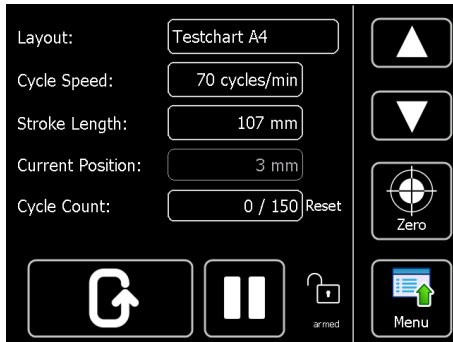 Layout: Testchart A4
Cycle Speed: 70 cycles/min
Stroke Length: 107 mm
Current Position: 3 mm
Cycle Count: 0 / 150 Reset
Zero
armed
Menu